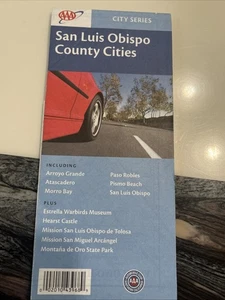 AAA
CITY SERIES
San Luis Obispo
County Cities
INCLUDING
Arroyo Grande
Atascadero
Morro Bay
Paso Robles
Pismo Beach
San Luis Obispo
PLUS
Estrella Warbirds Museum
Hearst Castle
Mission San Luis Obispo de Tolosa
Mission San Miguel Arcángel
Montaña de Oro State Park